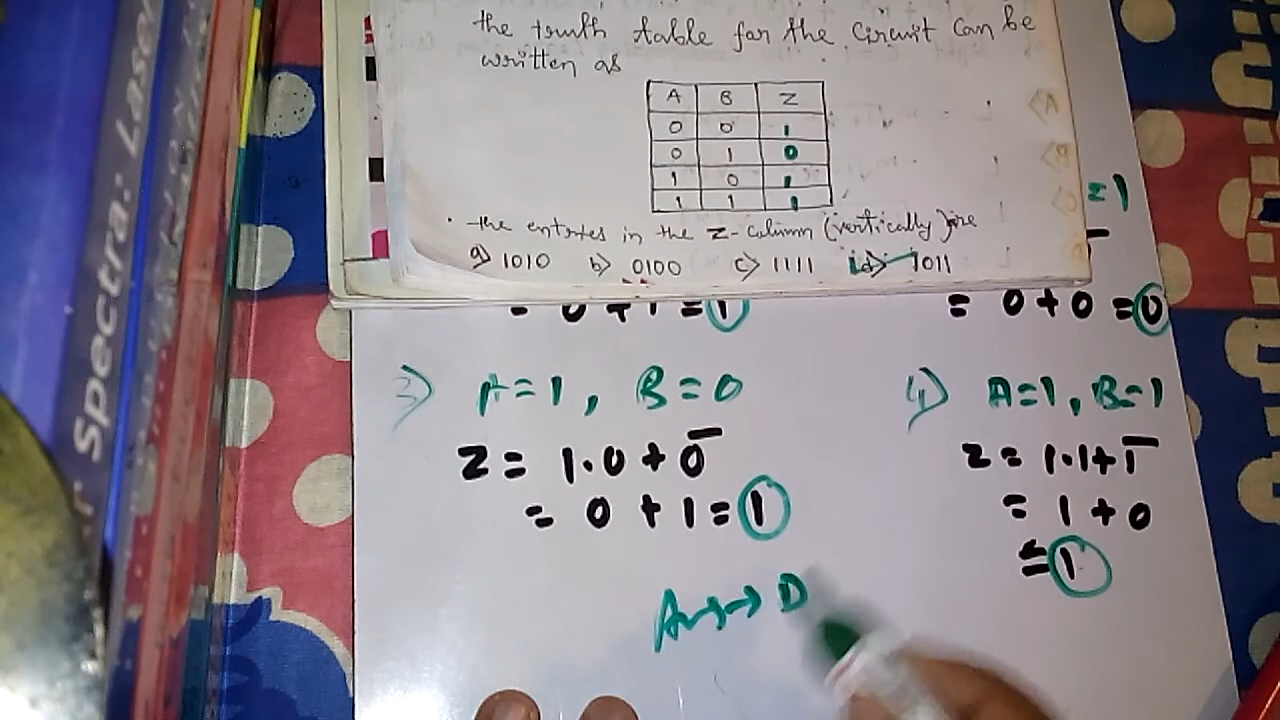 the truth table for the Circuit Can be
written as
A B Z
0 0 1
0 1 0
1 0 1
1 1 1
. the entries in the Z-Column (vertically) are
a) 1010 b) 0100 c) 1111 d) 1011
=1
= 0+1=1
= 0+0=0
3) A=1, B=0
Z= 1.0+0̅
= 0+1=1
4) A=1, B=1
Z= 1.1+1̅
= 1+0
=1
Ans→ D
Spectra: Laser